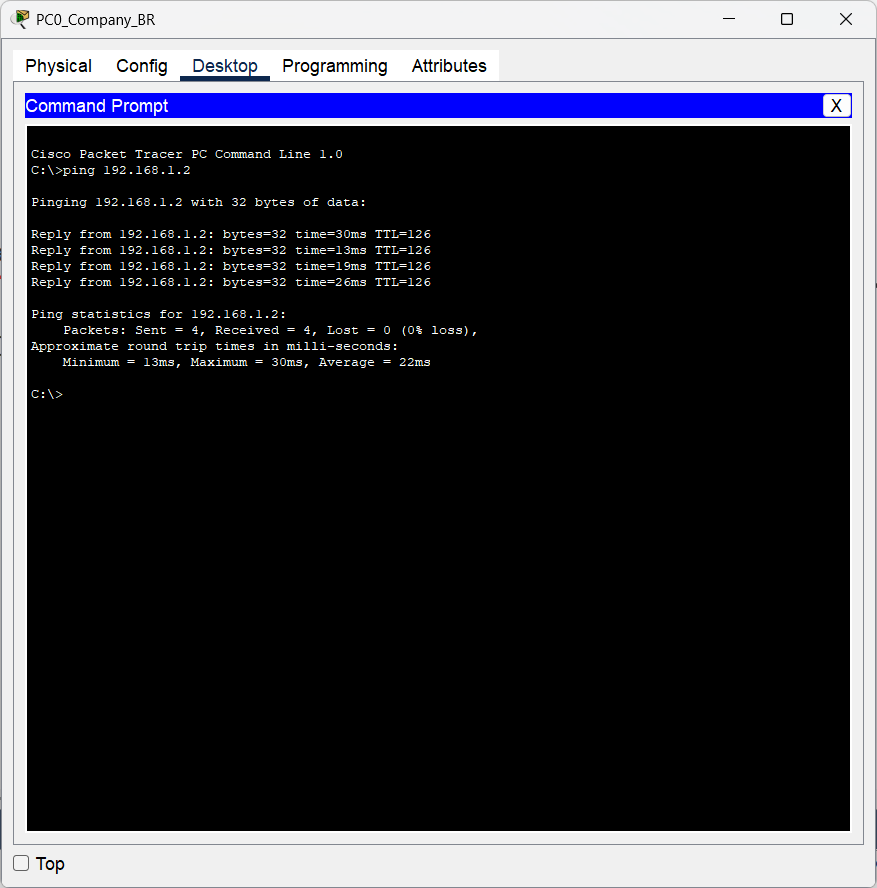 PC0_Company_BR
Physical Config Desktop Programming Attributes
Command Prompt X
Cisco Packet Tracer PC Command Line 1.0
C:\>ping 192.168.1.2
Pinging 192.168.1.2 with 32 bytes of data:
Reply from 192.168.1.2: bytes=32 time=30ms TTL=126
Reply from 192.168.1.2: bytes=32 time=13ms TTL=126
Reply from 192.168.1.2: bytes=32 time=19ms TTL=126
Reply from 192.168.1.2: bytes=32 time=26ms TTL=126
Ping statistics for 192.168.1.2:
Packets: Sent = 4, Received = 4, Lost = 0 (0% loss),
Approximate round trip times in milli-seconds:
Minimum = 13ms, Maximum = 30ms, Average = 22ms
C:\>
Top